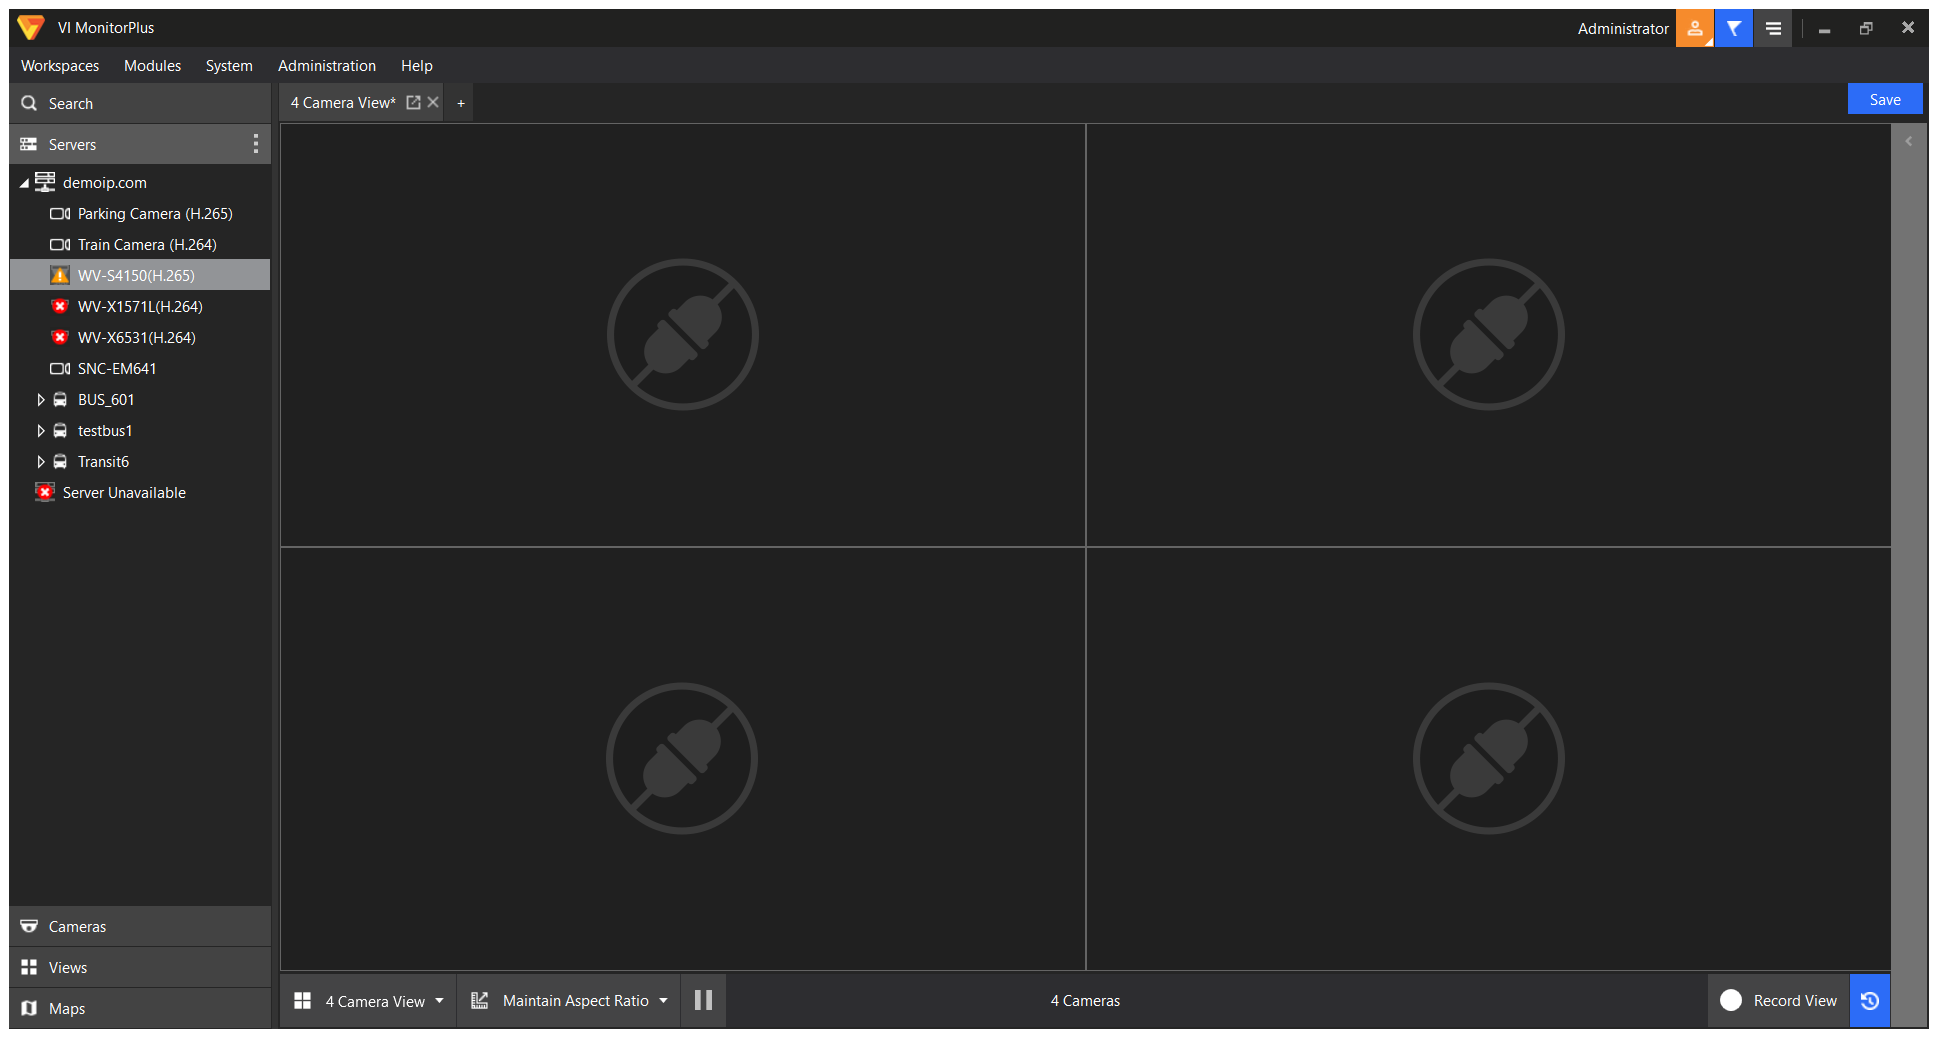 VI MonitorPlus
Administrator
Workspaces Modules System Administration Help
Search
4 Camera View*
+
Save
Servers
demoip.com
Parking Camera (H.265)
Train Camera (H.264)
WV-S4150(H.265)
WV-X1571L(H.264)
WV-X6531(H.264)
SNC-EM641
BUS_601
testbus1
Transit6
Server Unavailable
Cameras
Views
Maps
4 Camera View
Maintain Aspect Ratio
4 Cameras
Record View